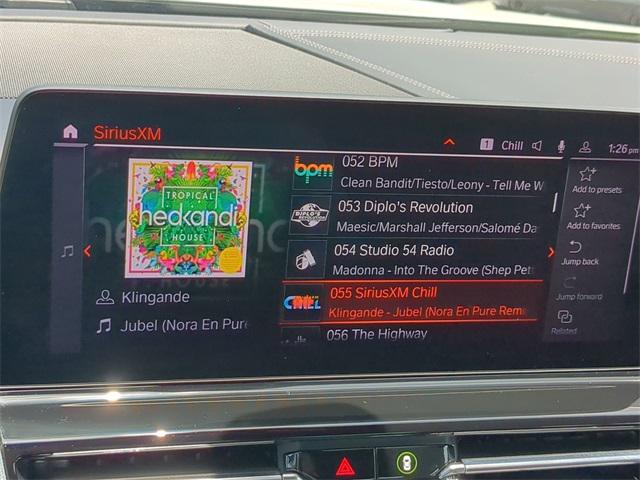 SiriusXM
1 Chill
1:26 pm
TROPICAL
hedkandi
HOUSE
Klingande
Jubel (Nora En Pure
bpm
052 BPM
Clean Bandit/Tiesto/Leony - Tell Me W
DIPLO'S
REVOLUTION
053 Diplo's Revolution
Maesic/Marshall Jefferson/Salomé Da
054 Studio 54 Radio
Madonna - Into The Groove (Shep Pet
CHILL
055 SiriusXM Chill
Klingande - Jubel (Nora En Pure Rem
056 The Highway
Add to presets
Add to favorites
Jump back
Jump forward
Related